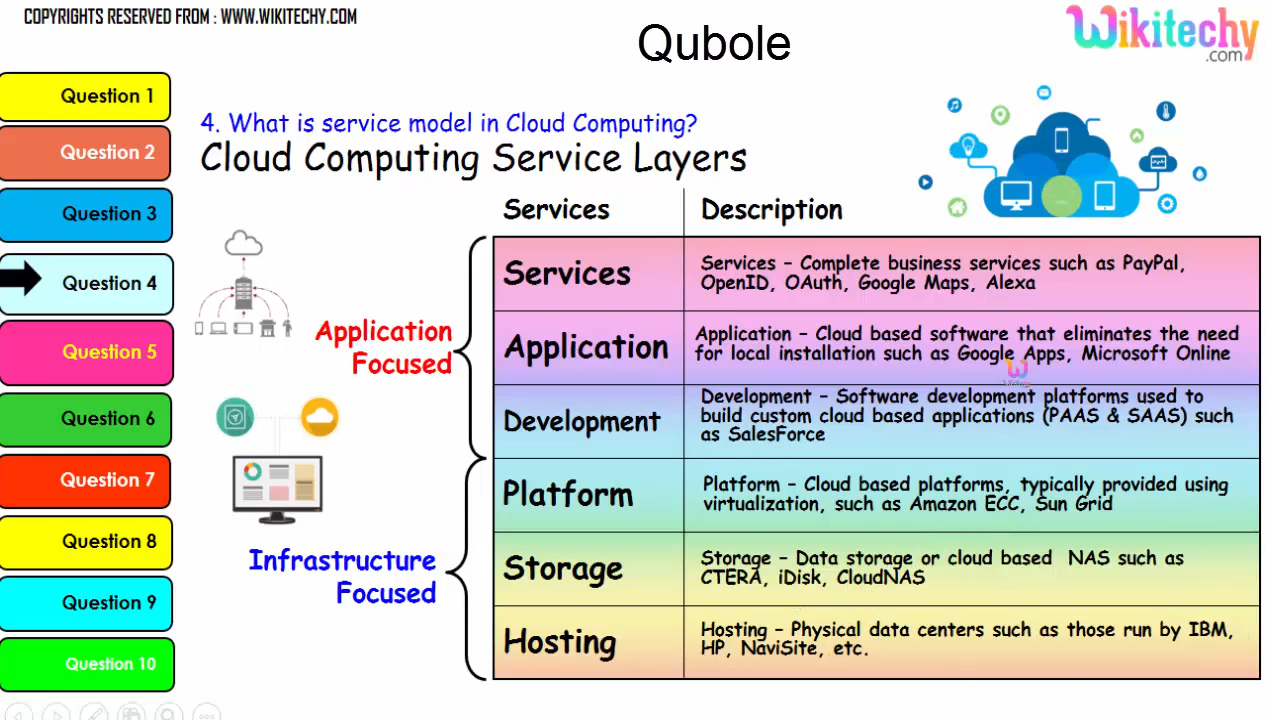 COPYRIGHTS RESERVED FROM : WWW.WIKITECHY.COM
Qubole
Wikitechy
.com
Question 1
Question 2
Question 3
Question 4
Question 5
Question 6
Question 7
Question 8
Question 9
Question 10
4. What is service model in Cloud Computing?
Cloud Computing Service Layers
Services
Description
Application
Focused
Infrastructure
Focused
Services
Services – Complete business services such as PayPal,
OpenID, OAuth, Google Maps, Alexa
Application
Application – Cloud based software that eliminates the need
for local installation such as Google Apps, Microsoft Online
Development
Development – Software development platforms used to
build custom cloud based applications (PAAS & SAAS) such
as SalesForce
Platform
Platform – Cloud based platforms, typically provided using
virtualization, such as Amazon ECC, Sun Grid
Storage
Storage – Data storage or cloud based NAS such as
CTERA, iDisk, CloudNAS
Hosting
Hosting – Physical data centers such as those run by IBM,
HP, NaviSite, etc.